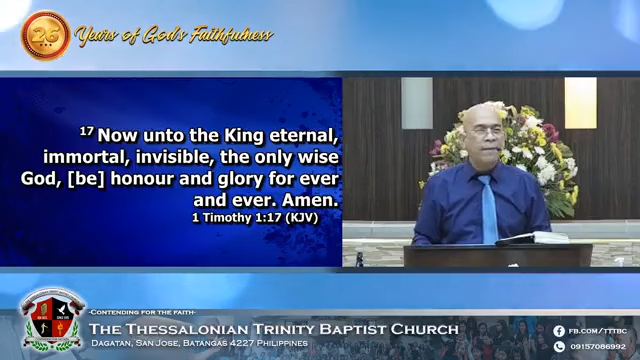 26
Years of God's Faithfulness
17 Now unto the King eternal,
immortal, invisible, the only wise
God, [be] honour and glory for ever
and ever. Amen.
1 Timothy 1:17 (KJV)
-Contending for the faith-
The Thessalonian Trinity Baptist Church
Dagatan, San Jose, Batangas 4227 Philippines
FB.COM/TTTBC
09157086992